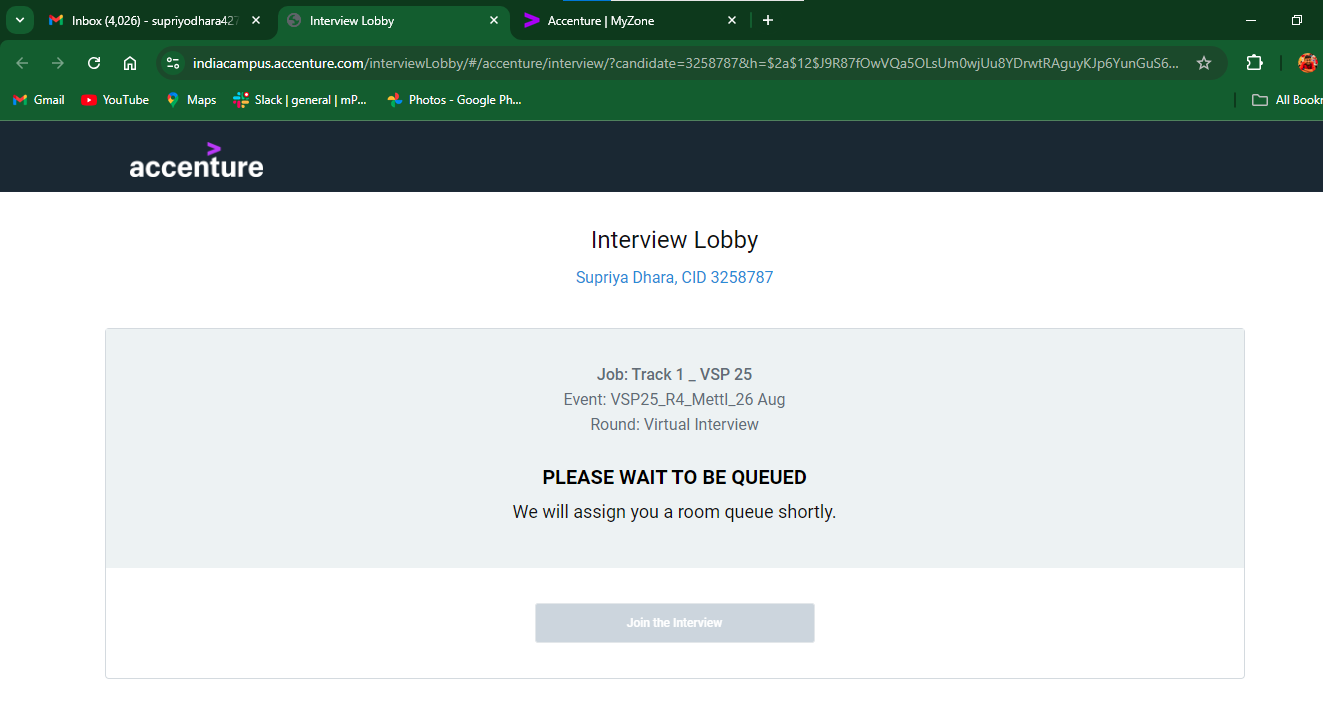 Inbox (4,026) - supriyodhara427
Interview Lobby
Accenture | MyZone
indiacampus.accenture.com/interviewLobby/#/accenture/interview/?candidate=3258787&h=$2a$12$J9R87fOwVQa5OLsUm0wjUu8YDrwtRAguyKJp6YunGuS6...
Gmail
YouTube
Maps
Slack | general | mP...
Photos - Google Ph...
All Bookr
accenture
Interview Lobby
Supriya Dhara, CID 3258787
Job: Track 1 _ VSP 25
Event: VSP25_R4_Mettl_26 Aug
Round: Virtual Interview
PLEASE WAIT TO BE QUEUED
We will assign you a room queue shortly.
Join the Interview